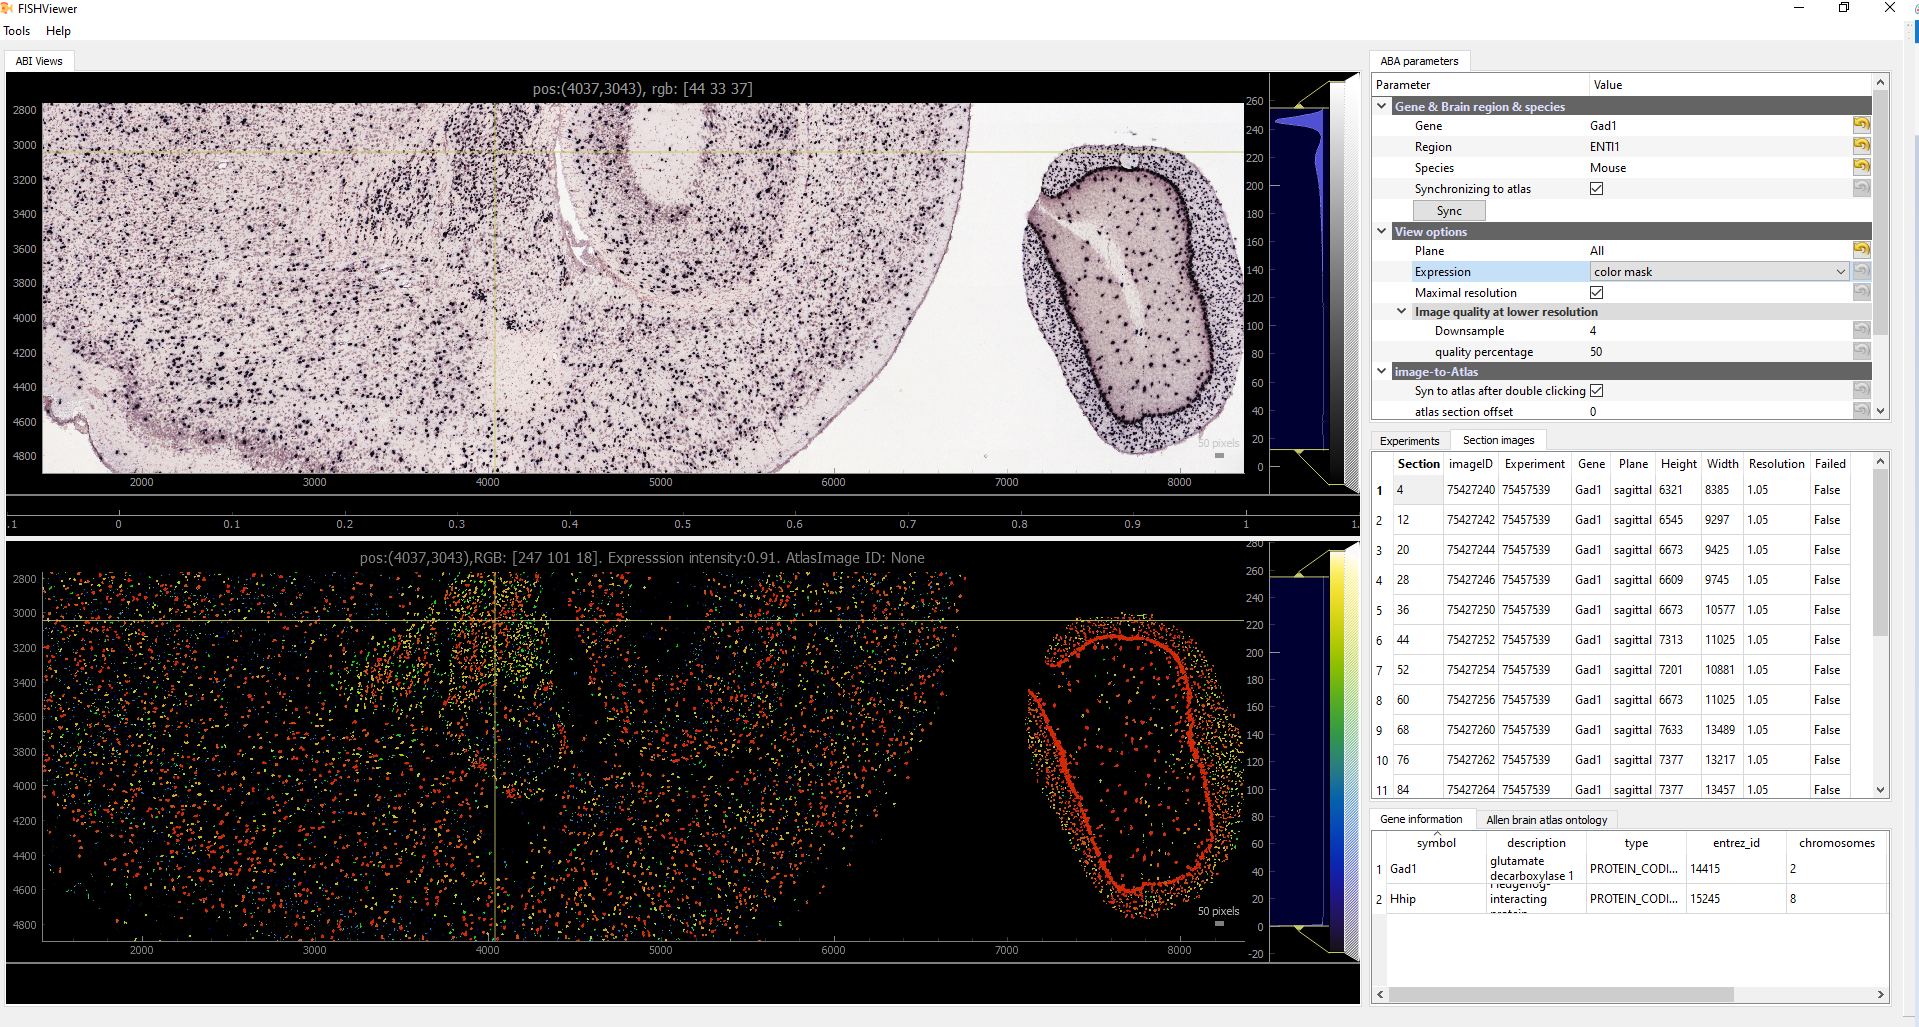 FISHViewer
Tools Help
ABI Views
pos:(4037,3043), rgb: [44 33 37]
2800
3000
3200
3400
3600
3800
4000
4200
4400
4600
4800
2000 3000 4000 5000 6000 7000 8000
50 pixels
260
240
220
200
180
160
140
120
100
80
60
40
20
0
.1 0 0.1 0.2 0.3 0.4 0.5 0.6 0.7 0.8 0.9 1 1.
pos:(4037,3043),RGB: [247 101 18]. Expresssion intensity:0.91. AtlasImage ID: None
2800
3000
3200
3400
3600
3800
4000
4200
4400
4600
4800
2000 3000 4000 5000 6000 7000 8000
50 pixels
280
260
240
220
200
180
160
140
120
100
80
60
40
20
0
-20
ABA parameters
Parameter Value
Gene & Brain region & species
Gene Gad1
Region ENTl1
Species Mouse
Synchronizing to atlas
Sync
View options
Plane All
Expression color mask
Maximal resolution
Image quality at lower resolution
Downsample 4
quality percentage 50
image-to-Atlas
Syn to atlas after double clicking
atlas section offset 0
Experiments Section images
Section imageID Experiment Gene Plane Height Width Resolution Failed
1 4 75427240 75457539 Gad1 sagittal 6321 8385 1.05 False
2 12 75427242 75457539 Gad1 sagittal 6545 9297 1.05 False
3 20 75427244 75457539 Gad1 sagittal 6673 9425 1.05 False
4 28 75427246 75457539 Gad1 sagittal 6609 9745 1.05 False
5 36 75427250 75457539 Gad1 sagittal 6673 10577 1.05 False
6 44 75427252 75457539 Gad1 sagittal 7313 11025 1.05 False
7 52 75427254 75457539 Gad1 sagittal 7201 10881 1.05 False
8 60 75427256 75457539 Gad1 sagittal 6673 11025 1.05 False
9 68 75427260 75457539 Gad1 sagittal 7633 13489 1.05 False
10 76 75427262 75457539 Gad1 sagittal 7377 13217 1.05 False
11 84 75427264 75457539 Gad1 sagittal 7377 13457 1.05 False
Gene information Allen brain atlas ontology
symbol description type entrez_id chromosomes
1 Gad1 glutamate decarboxylase 1 PROTEIN_CODI... 14415 2
2 Hhip Hedgehog-interacting protein PROTEIN_CODI... 15245 8